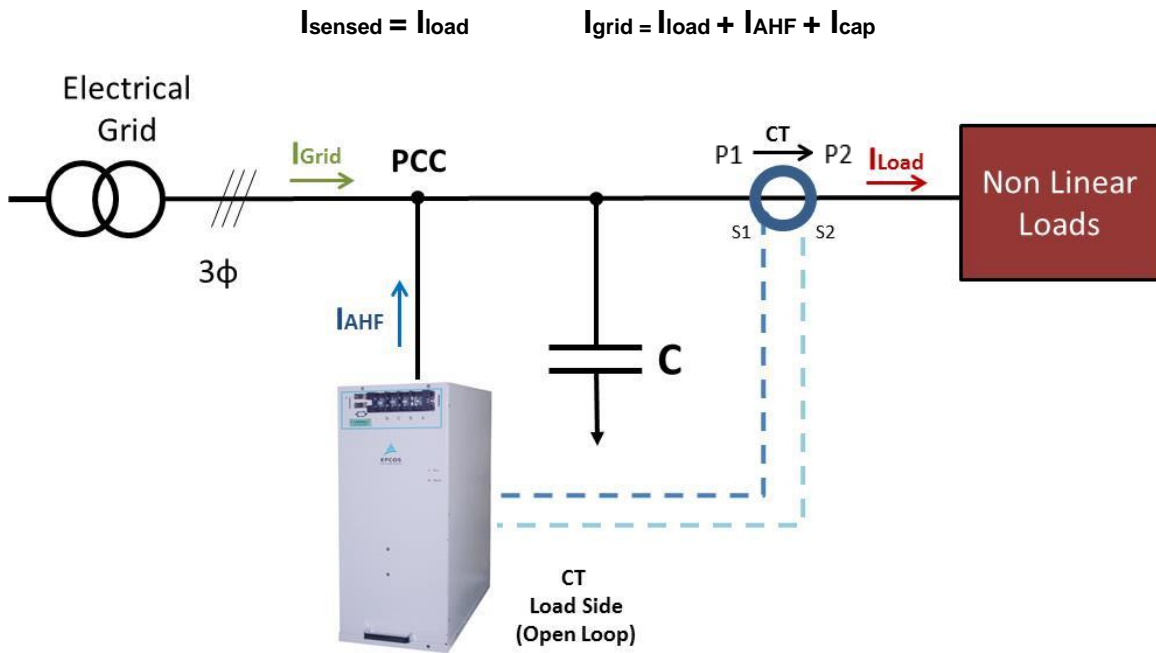 Isensed = Iload
Igrid = Iload + IAHF + Icap
Electrical
Grid
IGrid
PCC
CT
P1
P2
ILoad
Non Linear
Loads
S1
S2
3ϕ
IAHF
C
EPCOS
CT
Load Side
(Open Loop)